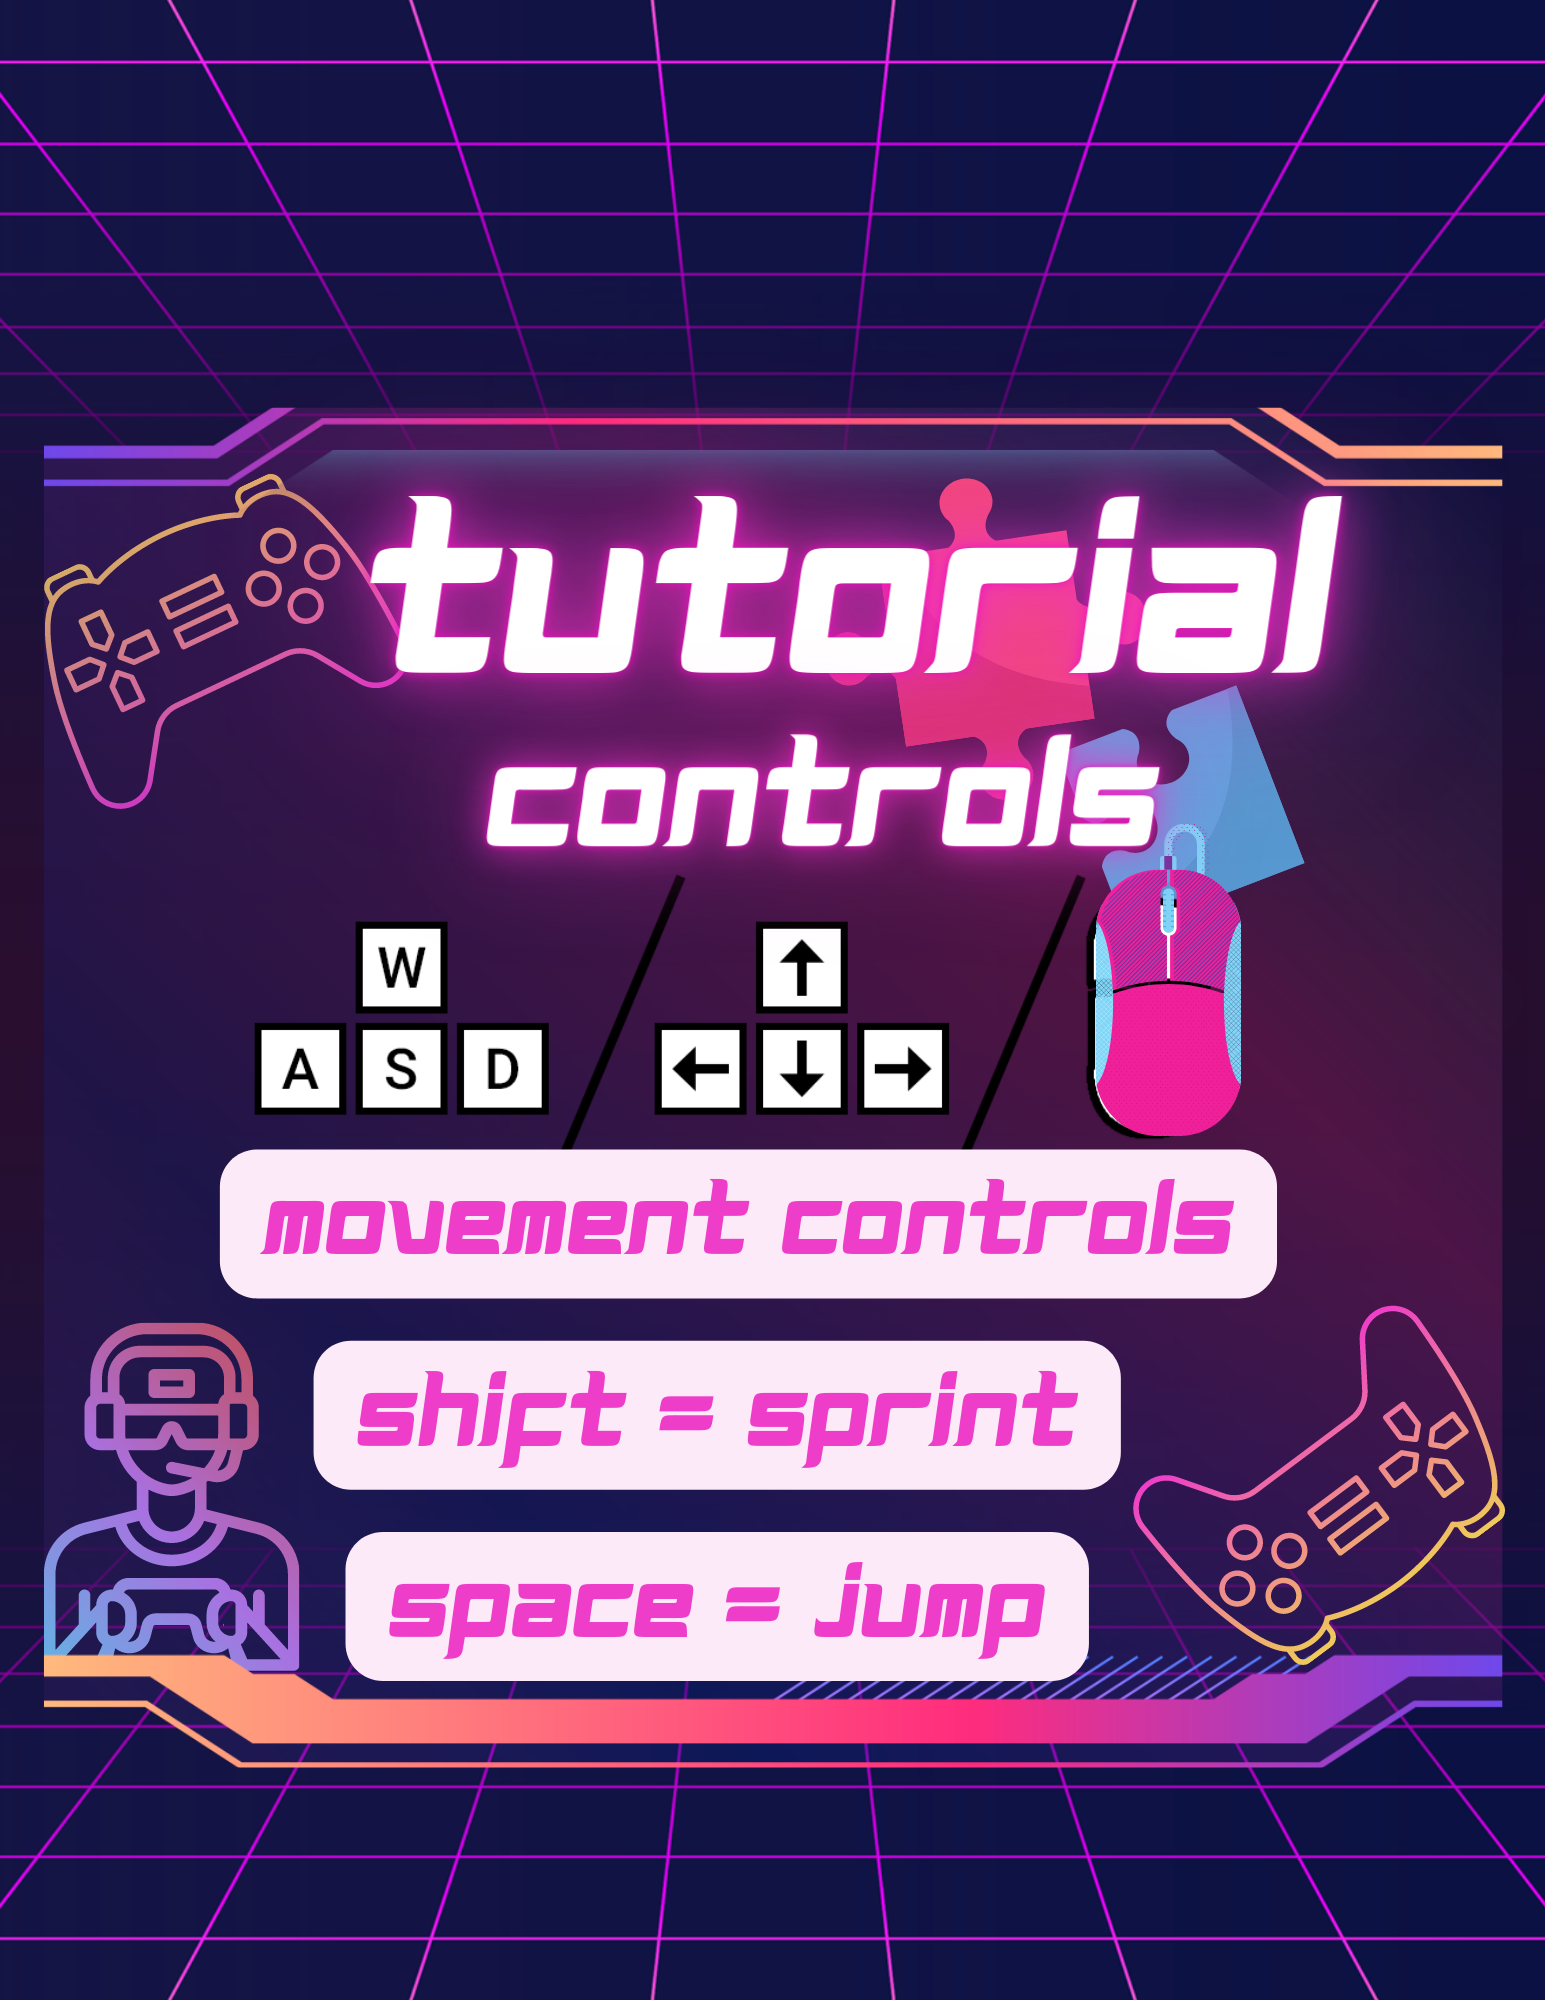 tutorial
controls
W
A S D
movement controls
shift = sprint
space = jump